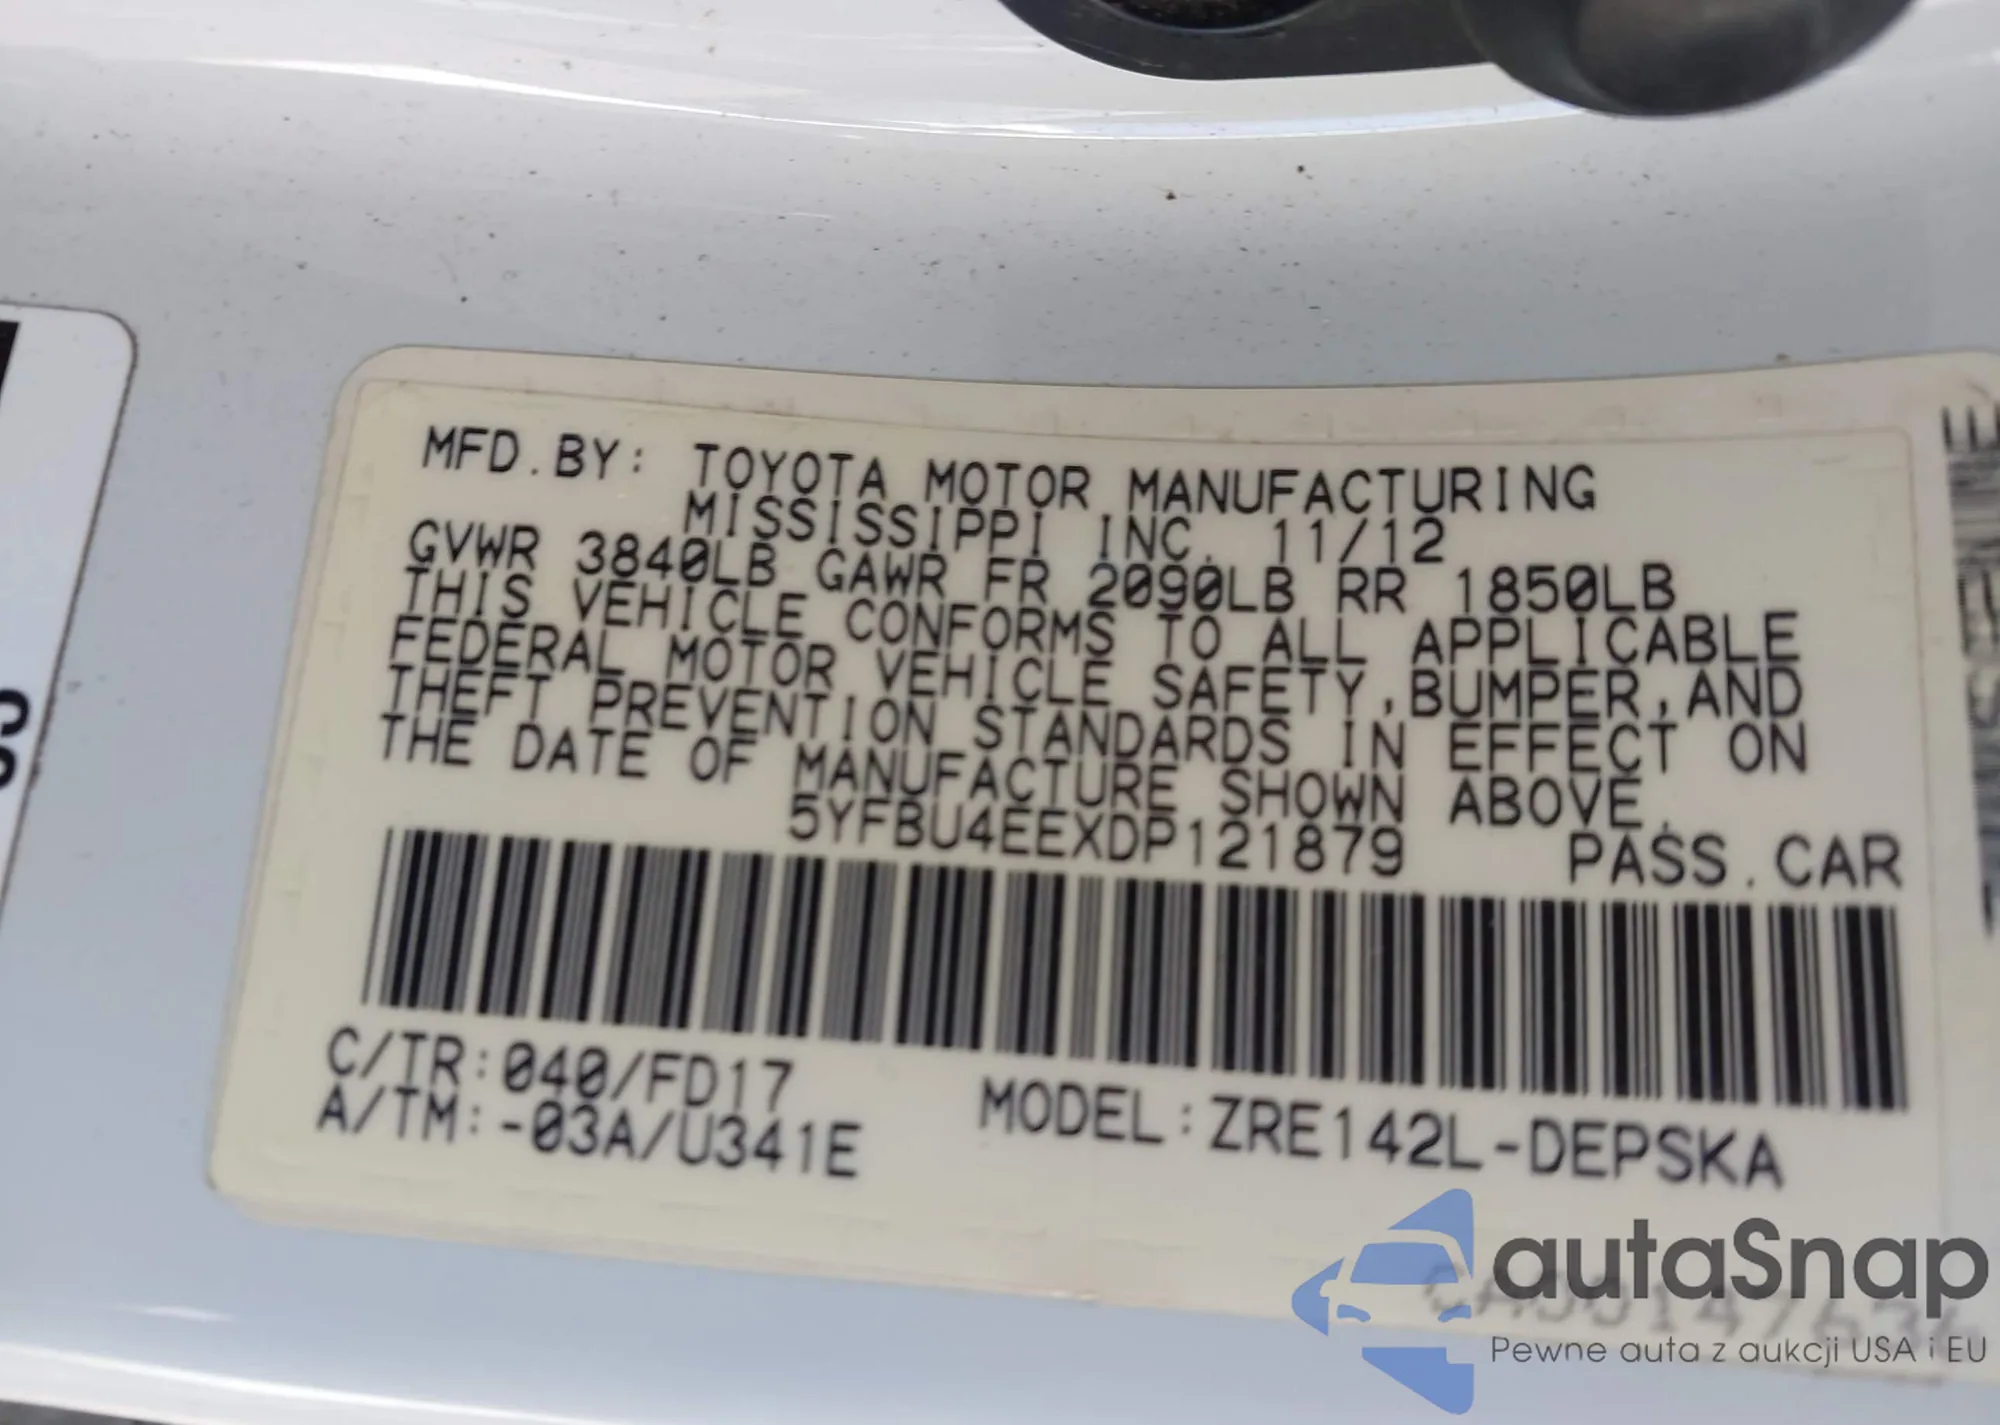 MFD.BY: TOYOTA MOTOR MANUFACTURING
MISSISSIPPI INC. 11/12
GVWR 3840LB GAWR FR 2090LB RR 1850LB
THIS VEHICLE CONFORMS TO ALL APPLICABLE
FEDERAL MOTOR VEHICLE SAFETY,BUMPER,AND
THEFT PREVENTION STANDARDS IN EFFECT ON
THE DATE OF MANUFACTURE SHOWN ABOVE.
5YFBU4EEXDP121879 PASS.CAR
C/TR:040/FD17
A/TM:-03A/U341E MODEL:ZRE142L-DEPSKA
autaSnap
Pewne auta z aukcji USA i EU